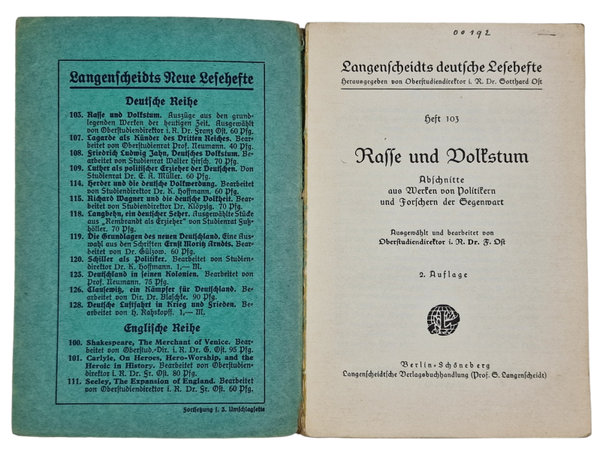 Langenscheidts Neue Lesehefte
Deutsche Reihe
103. Rasse und Volkstum. Auszüge aus den grund-
legenden Werken der heutigen Zeit. Ausgewählt
von Oberstudiendirektor i. R. Dr. Franz Ost. 60 Pfg.
107. Lagarde als Künder des Dritten Reiches. Bear-
beitet von Oberstudienrat Prof. Neumann. 40 Pfg.
108. Friedrich Ludwig Jahn, Deutsches Volkstum. Be-
arbeitet von Studienrat Walter Hirsch. 70 Pfg.
109. Luther als politischer Erzieher der Deutschen. Von
Studienrat Dr. E. A. Müller. 60 Pfg.
114. Herder und die deutsche Volkwerdung. Bearbeitet
von Studiendirektor Dr. K. Hoffmann. 40 Pfg.
115. Richard Wagner und die deutsche Volkheit. Bear-
beitet von Studiendirektor Dr. Klöpzig. 70 Pfg.
118. Langbehn, ein deutscher Seher. Ausgewählte Stücke
aus „Rembrandt als Erzieher“ von Studienrat Fuß-
höller. 70 Pfg.
119. Die Grundlagen des neuen Deutschland. Eine Aus-
wahl aus den Schriften Ernst Moritz Arndts. Be-
arbeitet von Dr. Gülzow. 60 Pfg.
120. Schiller als Politiker. Bearbeitet von Studien-
direktor Dr. K. Hoffmann. 1,— M.
123. Deutschland in seinen Kolonien. Bearbeitet von
Prof. Neumann. 75 Pfg.
126. Clausewitz, ein Kämpfer für Deutschland. Be-
arbeitet von Dir. Dr. Blaschke. 90 Pfg.
128. Deutsche Luftfahrt in Krieg und Frieden. Be-
arbeitet von H. Rahskopff. 1,— M.
Englische Reihe
100. Shakespeare, The Merchant of Venice. Bear-
beitet von Oberstud.-Dir. i. R. Dr. G. Ost. 95 Pfg.
101. Carlyle, On Heroes, Hero-Worship, and the
Heroic in History. Bearbeitet von Oberstudien-
direktor i. R. Dr. Fr. Ost. 80 Pfg.
111. Seeley, The Expansion of England. Bearbeitet
von Oberstudiendirektor i. R. Dr. Fr. Ost. 60 Pfg.
Fortsetzung s. 3. Umschlagseite
00192
Langenscheidts deutsche Lesehefte
Herausgegeben von Oberstudiendirektor i. R. Dr. Gotthard Ost
Heft 103
Rasse und Volkstum
Abschnitte
aus Werken von Politikern
und Forschern der Gegenwart
Ausgewählt und bearbeitet von
Oberstudiendirektor i. R. Dr. F. Ost
2. Auflage
Berlin-Schöneberg
Langenscheidtsche Verlagsbuchhandlung (Prof. G. Langenscheidt)